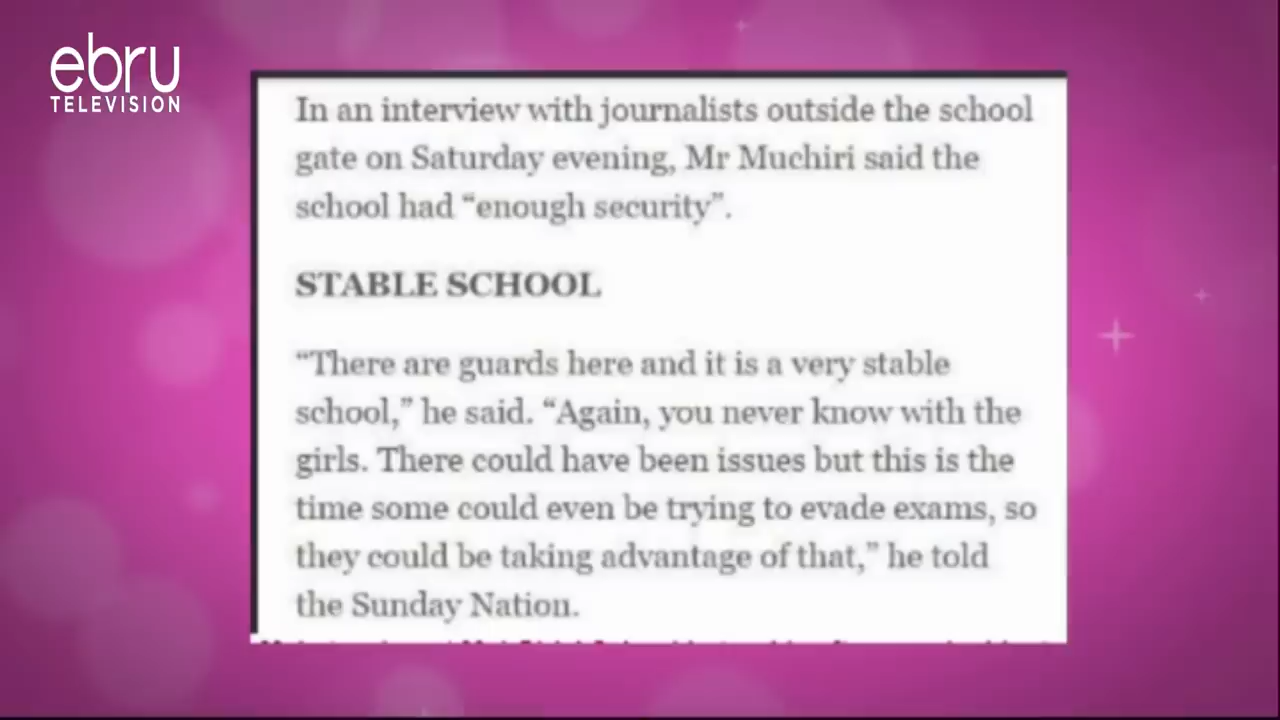 ebru
TELEVISION
In an interview with journalists outside the school
gate on Saturday evening, Mr Muchiri said the
school had “enough security”.
STABLE SCHOOL
“There are guards here and it is a very stable
school,” he said. “Again, you never know with the
girls. There could have been issues but this is the
time some could even be trying to evade exams, so
they could be taking advantage of that,” he told
the Sunday Nation.